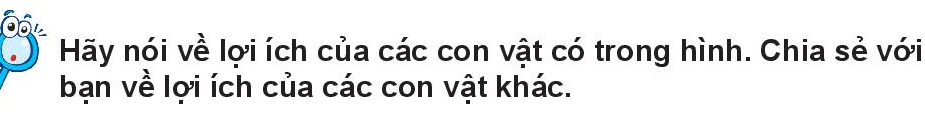 Hãy nói về lợi ích của các con vật có trong hình. Chia sẻ với
bạn về lợi ích của các con vật khác.